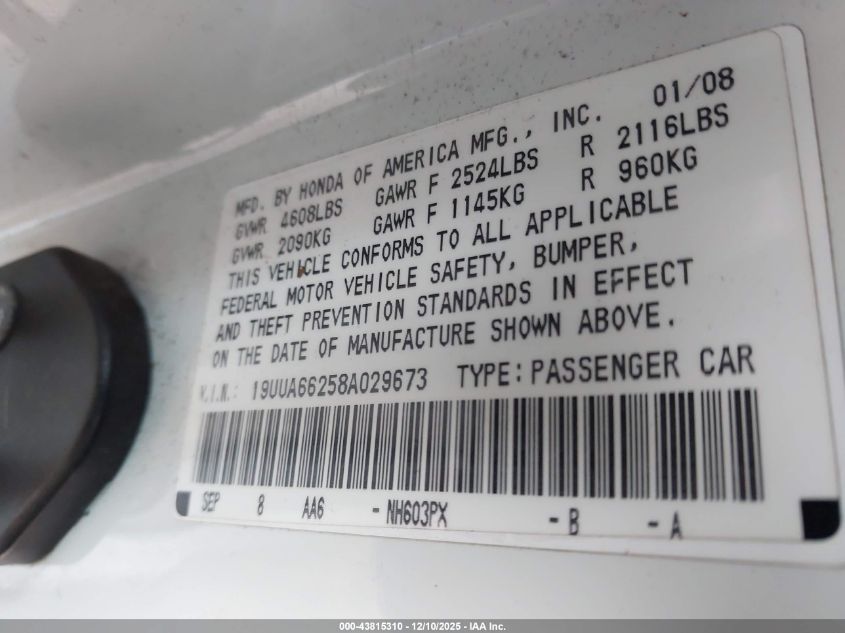 MFD. BY HONDA OF AMERICA MFG., INC. 01/08
GVWR 4608LBS GAWR F 2524LBS R 2116LBS
GVWR 2090KG GAWR F 1145KG R 960KG
THIS VEHICLE CONFORMS TO ALL APPLICABLE
FEDERAL MOTOR VEHICLE SAFETY, BUMPER,
AND THEFT PREVENTION STANDARDS IN EFFECT
ON THE DATE OF MANUFACTURE SHOWN ABOVE.
V.I.N.: 19UUA66258A029673 TYPE:PASSENGER CAR
SEP 8 AA6 -NH603PX -B -A
000-43815310 - 12/10/2025 - IAA Inc.